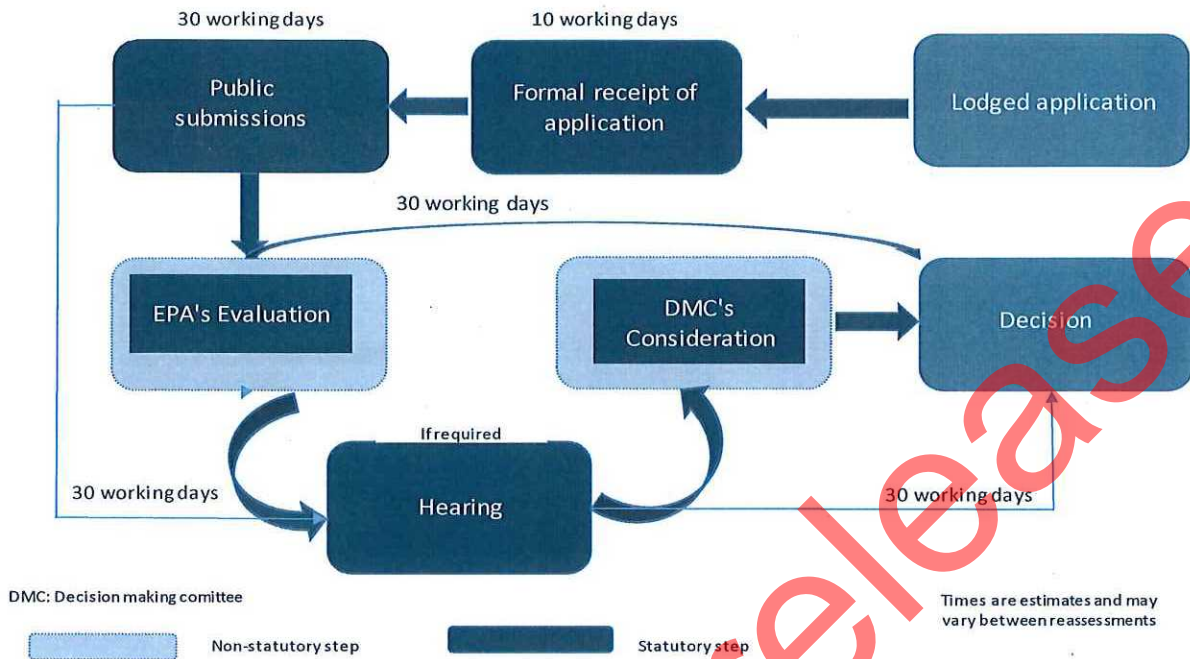 30 working days
10 working days
Public
submissions
Formal receipt of
application
Lodged application
30 working days
EPA's Evaluation
DMC's
Consideration
Decision
If required
30 working days
Hearing
30 working days
DMC: Decision making comittee
Times are estimates and may
vary between reassessments
Non-statutory step
Statutory step
release